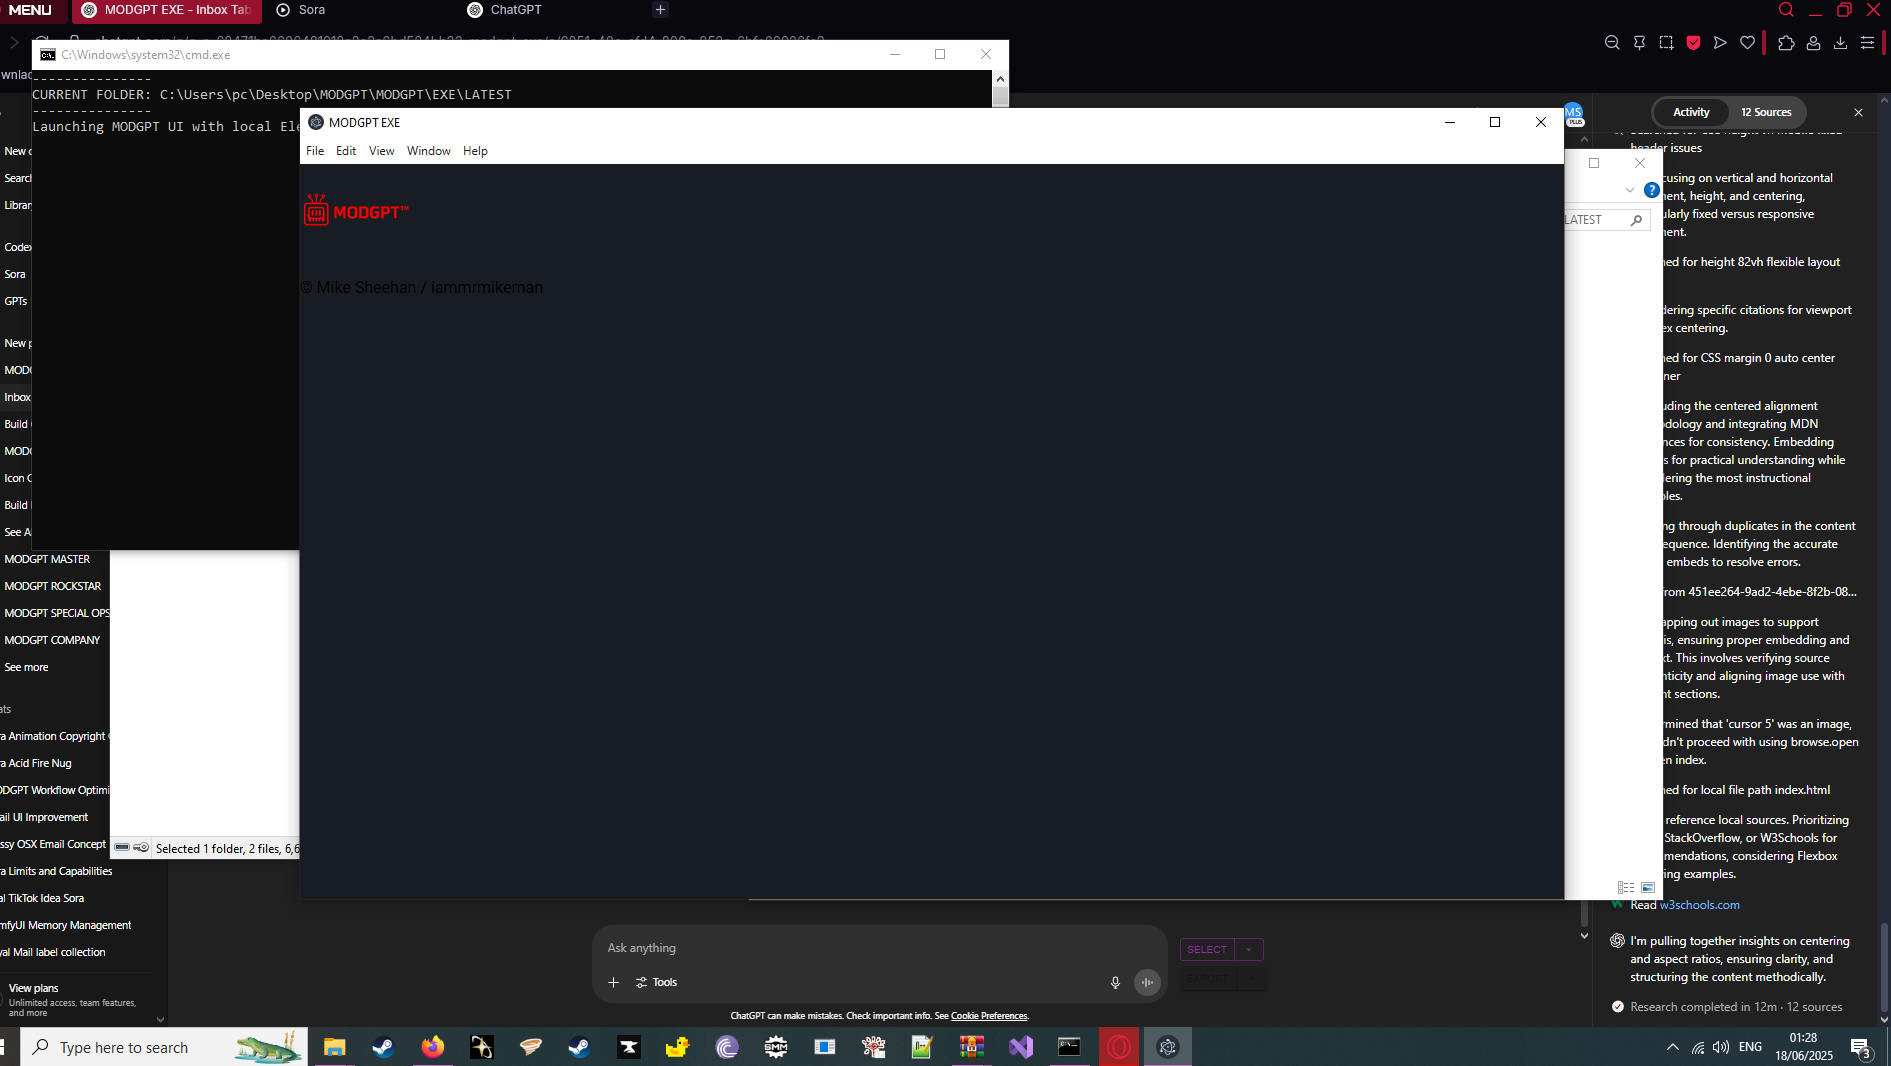 MENU
MODGPT EXE - Inbox Tab
Sora
ChatGPT
C:\Windows\system32\cmd.exe
---------------
CURRENT FOLDER: C:\Users\pc\Desktop\MODGPT\MODGPT\EXE\LATEST
---------------
Launching MODGPT UI with local Ele
MODGPT EXE
File Edit View Window Help
MODGPT™
© Mike Sheehan / iammrmikeman
New c
Search
Library
Codex
Sora
GPTs
New p
MODG
Inbox
Build
MODG
Icon C
Build
See A
MODGPT MASTER
MODGPT ROCKSTAR
MODGPT SPECIAL OPS
MODGPT COMPANY
See more
ats
a Animation Copyright
a Acid Fire Nug
DGPT Workflow Optimi
ail UI Improvement
ssy OSX Email Concept
a Limits and Capabilities
al TikTok Idea Sora
mfyUI Memory Management
yal Mail label collection
View plans
Unlimited access, team features,
and more
Selected 1 folder, 2 files, 6,6
MS
PLUS
LATEST
Activity
12 Sources
header issues
cusing on vertical and horizontal
ent, height, and centering,
ularly fixed versus responsive
ent.
ed for height 82vh flexible layout
dering specific citations for viewport
ex centering.
ed for CSS margin 0 auto center
ner
uding the centered alignment
odology and integrating MDN
nces for consistency. Embedding
s for practical understanding while
ering the most instructional
les.
ng through duplicates in the content
equence. Identifying the accurate
embeds to resolve errors.
rom 451ee264-9ad2-4ebe-8f2b-08...
apping out images to support
is, ensuring proper embedding and
t. This involves verifying source
nticity and aligning image use with
t sections.
rmined that 'cursor 5' was an image,
dn't proceed with using browse.open
en index.
ed for local file path index.html
reference local sources. Prioritizing
StackOverflow, or W3Schools for
mendations, considering Flexbox
ing examples.
Read w3schools.com
I'm pulling together insights on centering
and aspect ratios, ensuring clarity, and
structuring the content methodically.
Research completed in 12m · 12 sources
Ask anything
Tools
SELECT
EXPORT
ChatGPT can make mistakes. Check important info. See Cookie Preferences.
Type here to search
SMM
ENG
01:28
18/06/2025
3